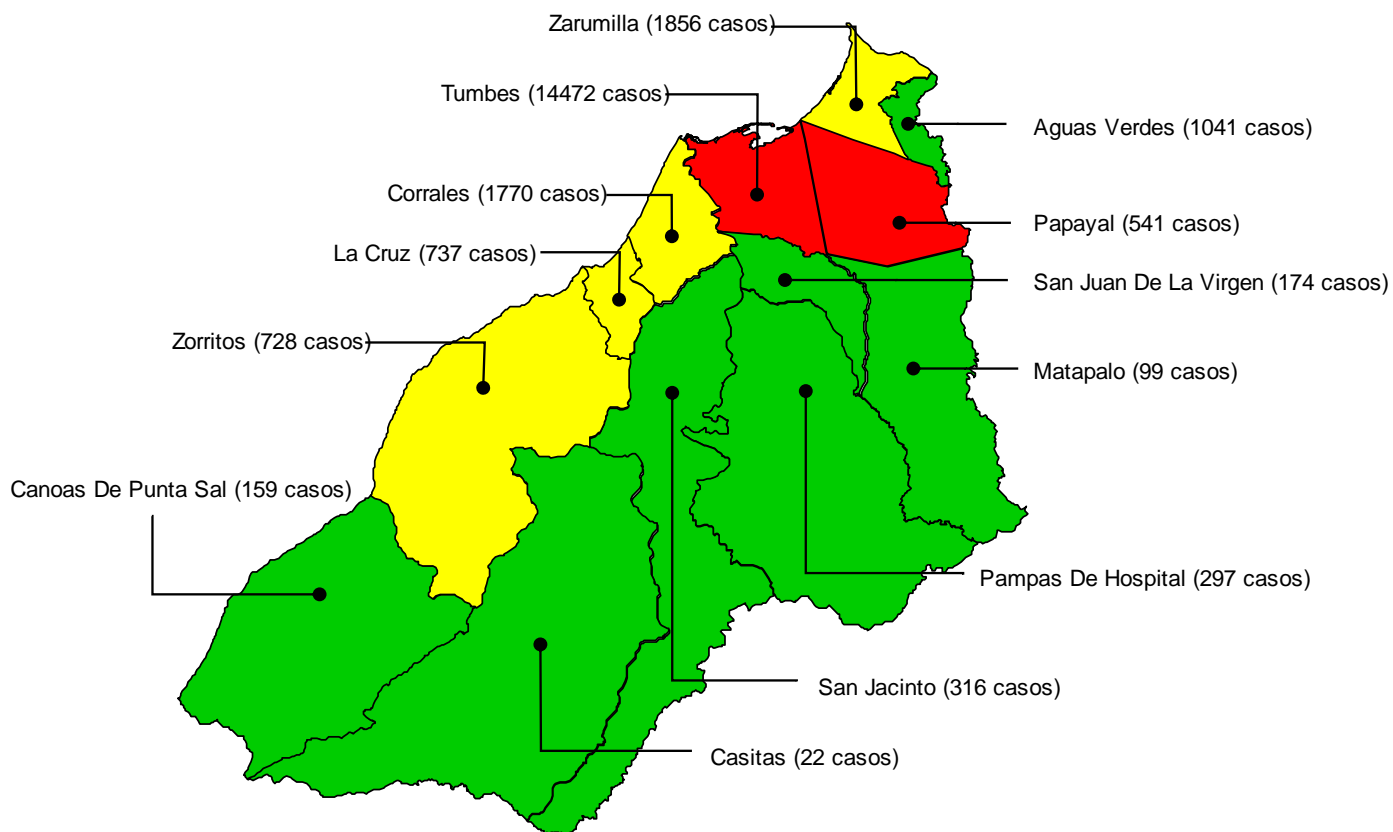 Zarumilla (1856 casos)
Tumbes (14472 casos)
Aguas Verdes (1041 casos)
Corrales (1770 casos)
Papayal (541 casos)
La Cruz (737 casos)
San Juan De La Virgen (174 casos)
Zorritos (728 casos)
Matapalo (99 casos)
Canoas De Punta Sal (159 casos)
Pampas De Hospital (297 casos)
San Jacinto (316 casos)
Casitas (22 casos)